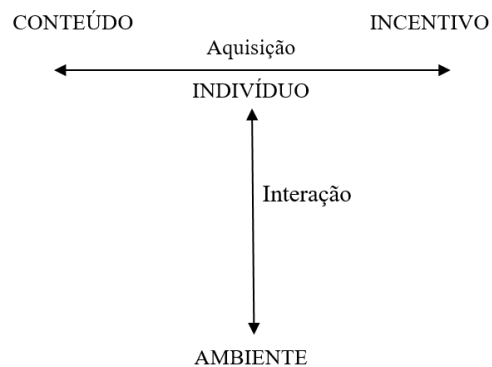 CONTEÚDO INCENTIVO
Aquisição
INDIVÍDUO
Interação
AMBIENTE